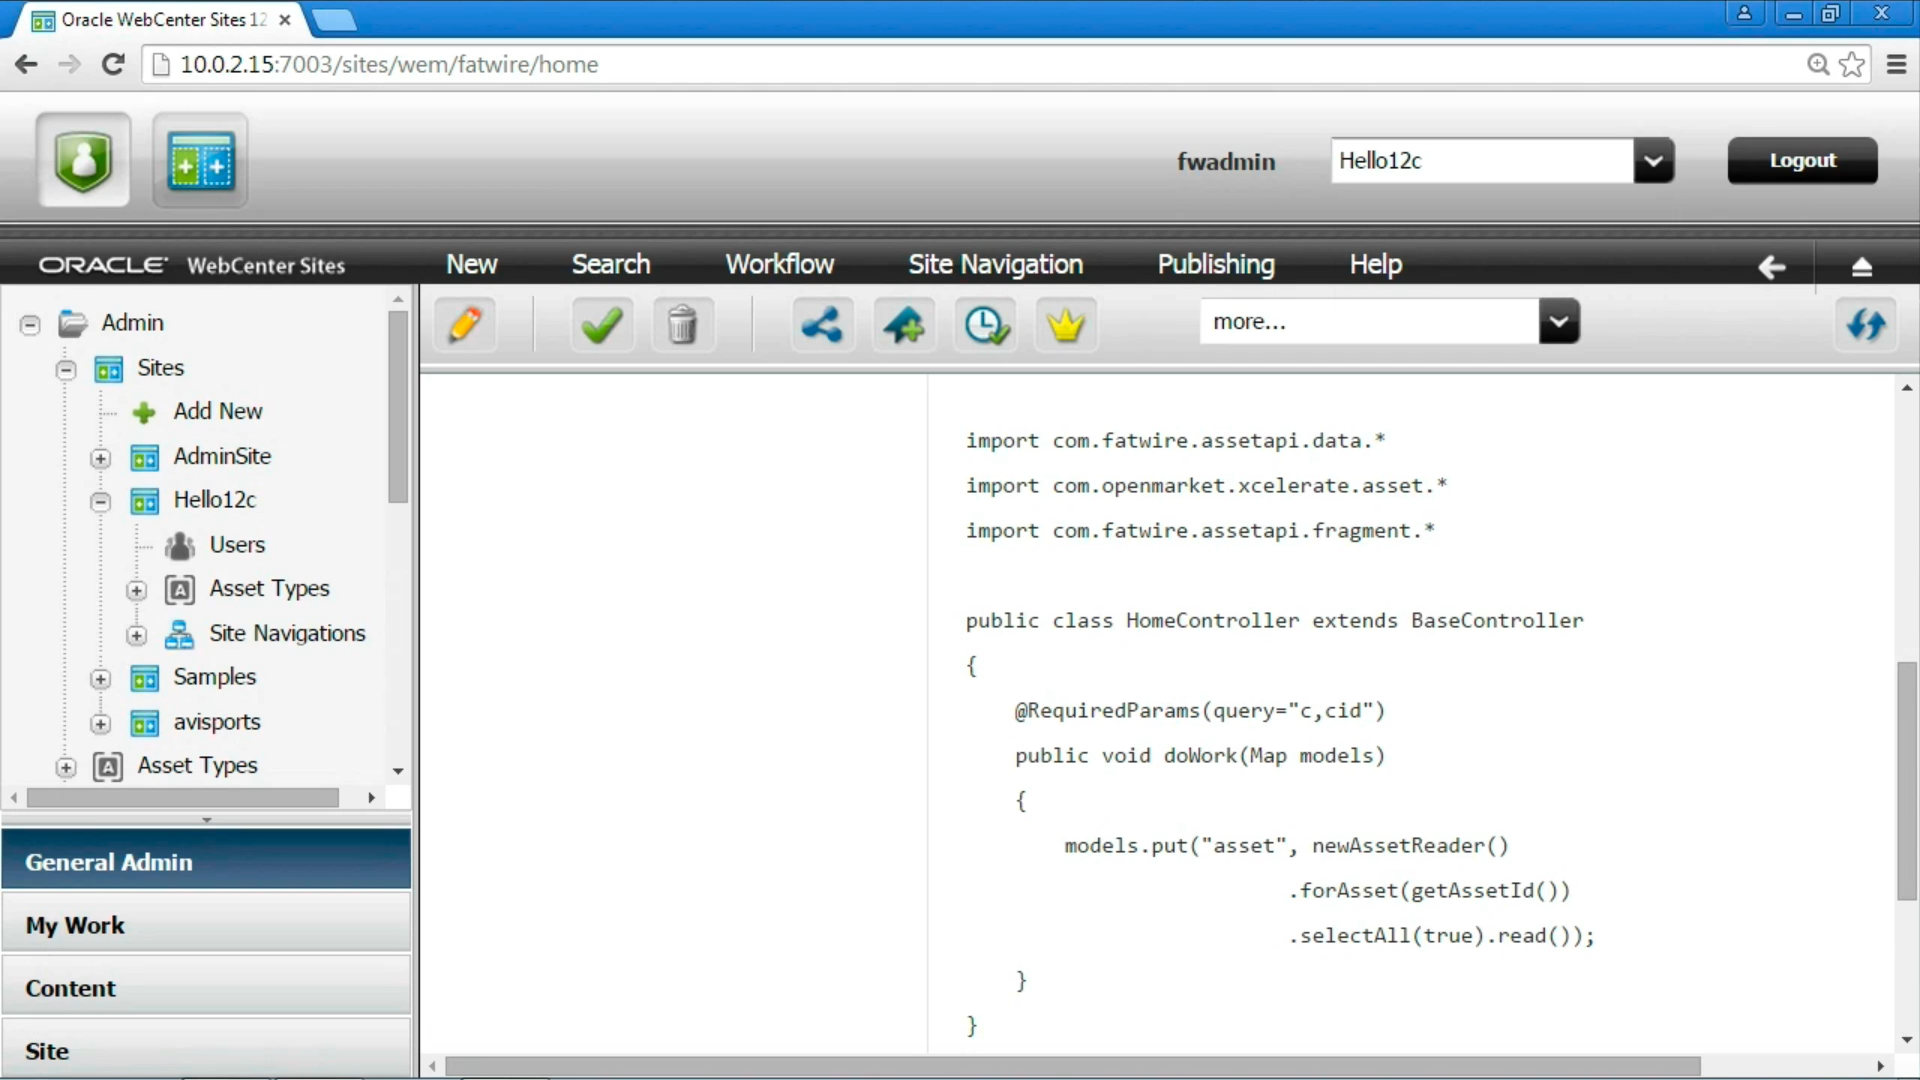 Oracle WebCenter Sites 12
10.0.2.15:7003/sites/wem/fatwire/home
fwadmin
Hello12c
Logout
ORACLE WebCenter Sites
New
Search
Workflow
Site Navigation
Publishing
Help
more...
Admin
Sites
Add New
AdminSite
Hello12c
Users
Asset Types
Site Navigations
Samples
avisports
Asset Types
General Admin
My Work
Content
Site
import com.fatwire.assetapi.data.*
import com.openmarket.xcelerate.asset.*
import com.fatwire.assetapi.fragment.*
public class HomeController extends BaseController
{
@RequiredParams(query="c,cid")
public void doWork(Map models)
{
models.put("asset", newAssetReader()
.forAsset(getAssetId())
.selectAll(true).read());
}
}